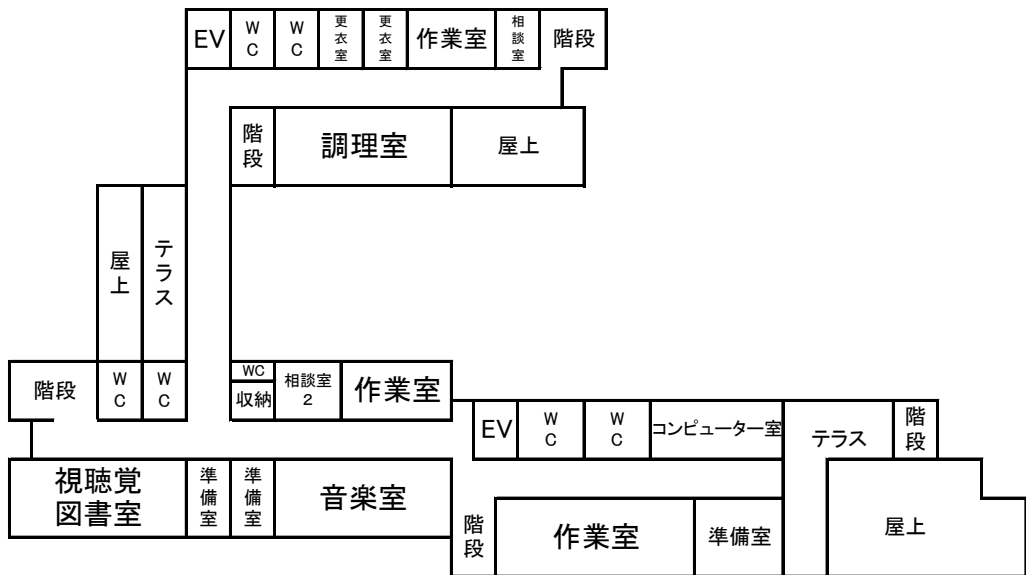 EV
WC
WC
更衣室
更衣室
作業室
相談室
階段
階段
調理室
屋上
屋上
テラス
階段
WC
WC
WC
収納
相談室
2
作業室
EV
WC
WC
コンピューター室
テラス
階段
視聴覚
図書室
準備室
準備室
音楽室
階段
作業室
準備室
屋上